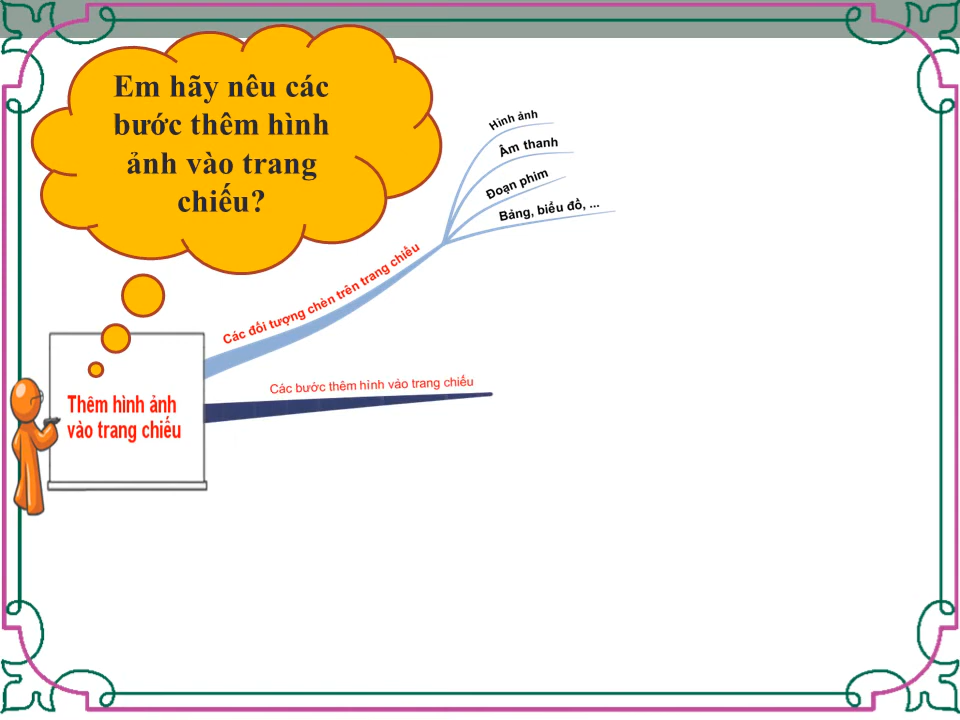 Em hãy nêu các
bước thêm hình
ảnh vào trang
chiếu?
Hình ảnh
Âm thanh
Đoạn phim
Bảng, biểu đồ, ...
Các đối tượng chèn trên trang chiếu
Các bước thêm hình vào trang chiếu
Thêm hình ảnh
vào trang chiếu